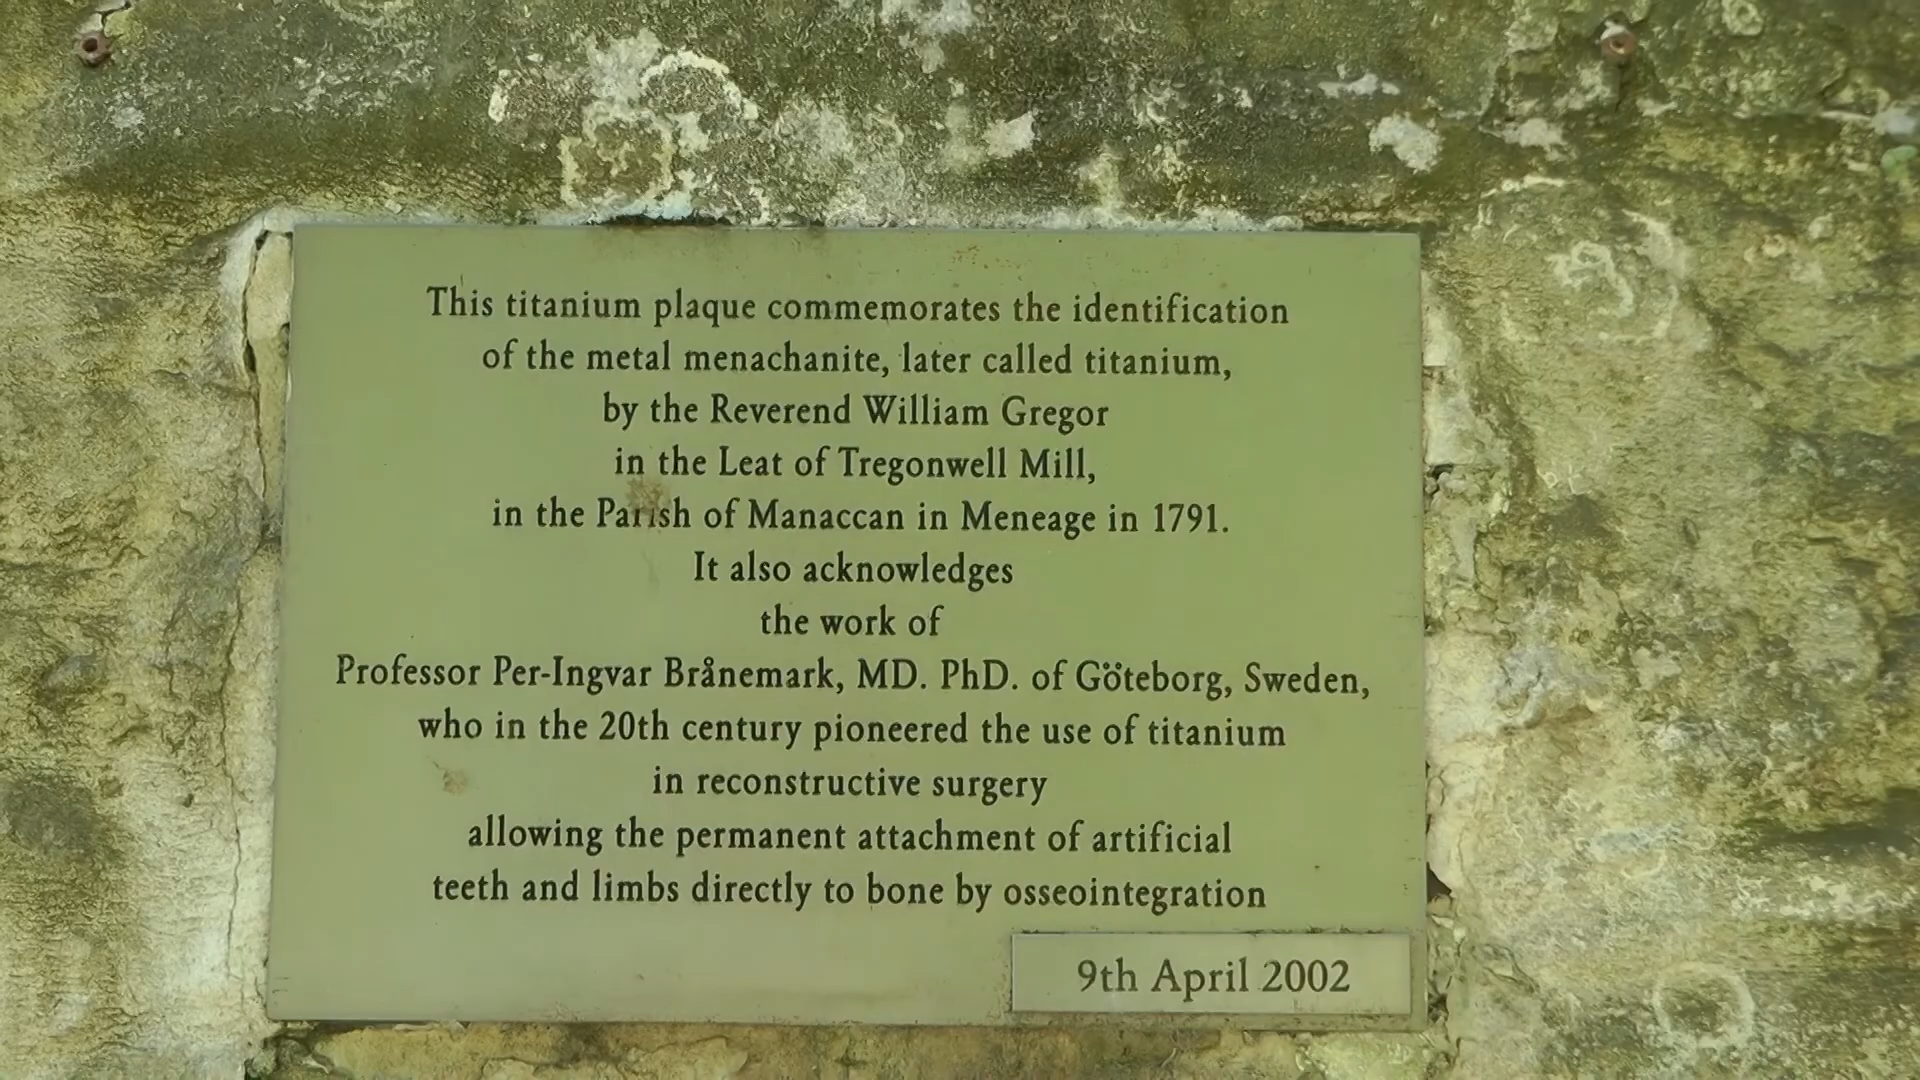 This titanium plaque commemorates the identification
of the metal menachanite, later called titanium,
by the Reverend William Gregor
in the Leat of Tregonwell Mill,
in the Parish of Manaccan in Meneage in 1791.
It also acknowledges
the work of
Professor Per-Ingvar Brånemark, MD. PhD. of Göteborg, Sweden,
who in the 20th century pioneered the use of titanium
in reconstructive surgery
allowing the permanent attachment of artificial
teeth and limbs directly to bone by osseointegration
9th April 2002